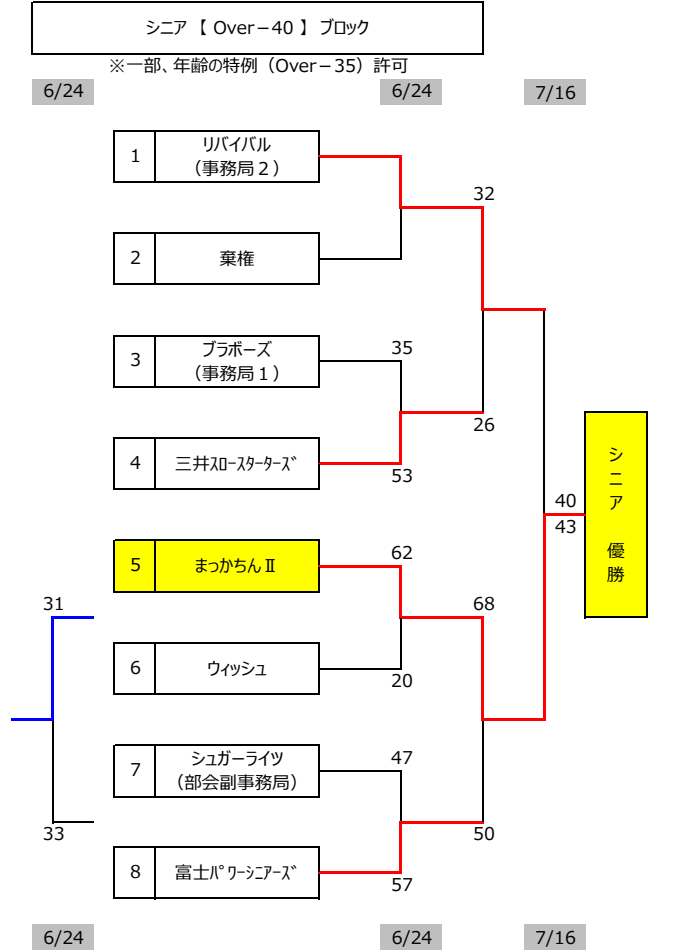 シニア 【 Over−40 】 ブロック
※一部、年齢の特例（Over−35）許可
6/24
6/24
7/16
1
リバイバル
（事務局２）
32
2
棄権
3
ブラボーズ
（事務局１）
35
26
4
三井ｽﾛｰｽﾀｰﾀｰｽﾞ
53
シニア 優勝
40
43
5
まっかちんⅡ
62
31
68
6
ウィッシュ
20
7
シュガーライツ
（部会副事務局）
47
33
50
8
富士ﾊﾟﾜｰｼﾆｱｰｽﾞ
57
6/24
6/24
7/16